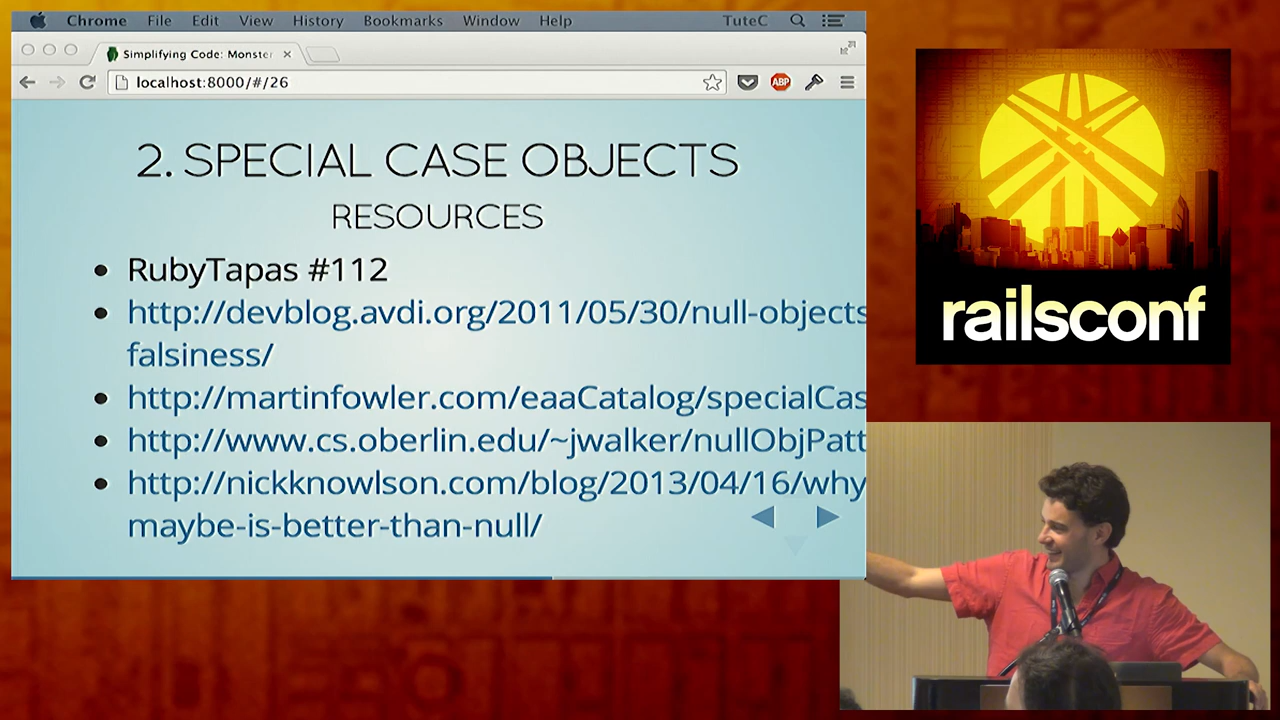 Chrome File Edit View History Bookmarks Window Help TuteC
Simplifying Code: Monster
localhost:8000/#/26
ABP
2. SPECIAL CASE OBJECTS
RESOURCES
RubyTapas #112
http://devblog.avdi.org/2011/05/30/null-objects
falsiness/
http://martinfowler.com/eaaCatalog/specialCas
http://www.cs.oberlin.edu/~jwalker/nullObjPatt
http://nickknowlson.com/blog/2013/04/16/why
maybe-is-better-than-null/
railsconf